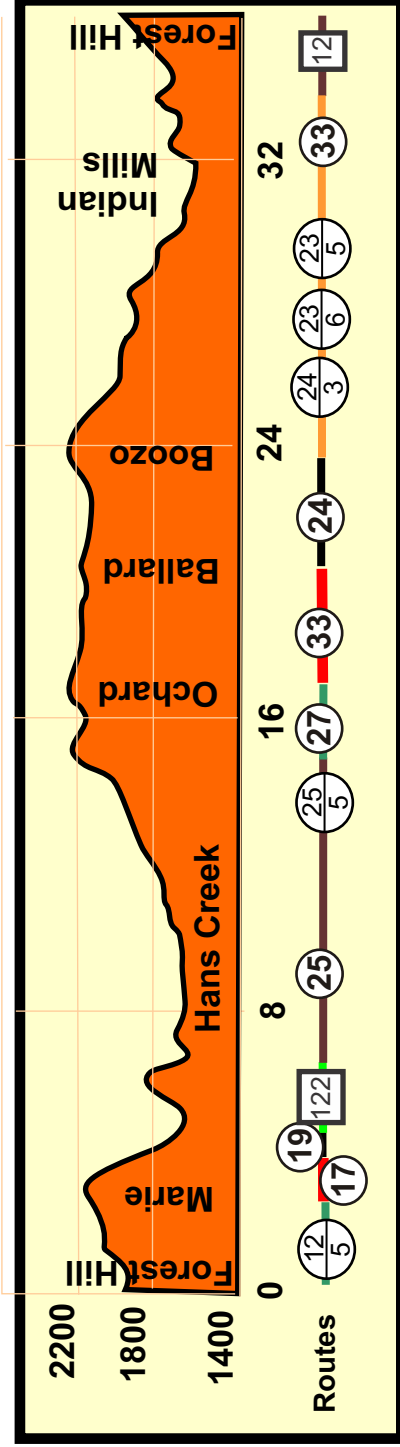 2200
1800
1400
Forest Hill
Marie
Hans Creek
Ochard
Ballard
Boozo
Indian
Mills
Forest Hill
0
8
16
24
32
Routes
12/5
17
19
122
25
25/5
27
33
24
24/3
23/6
23/5
33
12